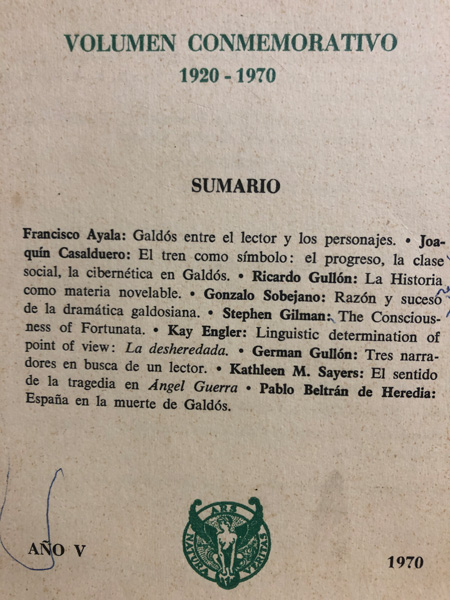 VOLUMEN CONMEMORATIVO
1920 - 1970
SUMARIO
Francisco Ayala: Galdós entre el lector y los personajes. • Joa-
quín Casalduero: El tren como símbolo: el progreso, la clase
social, la cibernética en Galdós. • Ricardo Gullón: La Historia
como materia novelable. • Gonzalo Sobejano: Razón y suceso
de la dramática galdosiana. • Stephen Gilman: The Conscious-
ness of Fortunata. • Kay Engler: Linguistic determination of
point of view: La desheredada. • German Gullón: Tres narra-
dores en busca de un lector. • Kathleen M. Sayers: El sentido
de la tragedia en Ángel Guerra • Pablo Beltrán de Heredia:
España en la muerte de Galdós.
ARS
NATURA
VERITAS
AÑO V
1970